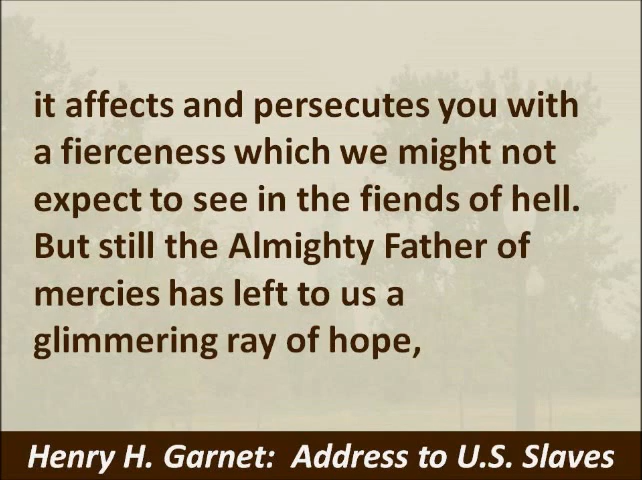 it affects and persecutes you with
a fierceness which we might not
expect to see in the fiends of hell.
But still the Almighty Father of
mercies has left to us a
glimmering ray of hope,
Henry H. Garnet:  Address to U.S. Slaves